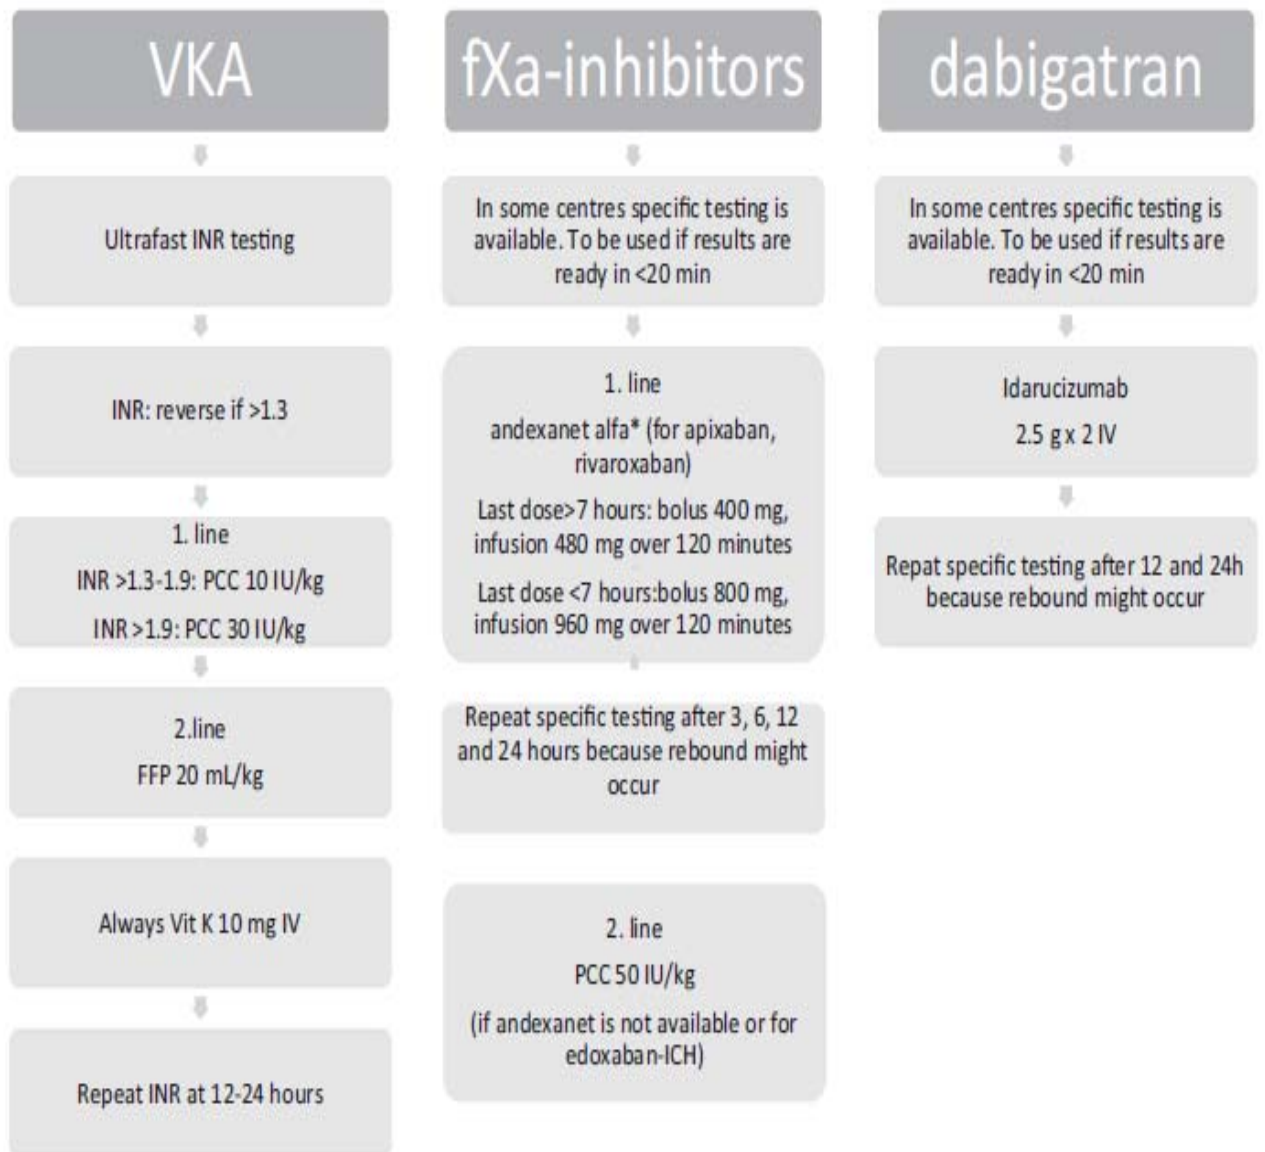 VKA
Ultrafast INR testing
INR: reverse if >1.3
1. line
INR >1.3-1.9: PCC 10 IU/kg
INR >1.9: PCC 30 IU/kg
2.line
FFP 20 mL/kg
Always Vit K 10 mg IV
Repeat INR at 12-24 hours
fXa-inhibitors
In some centres specific testing is
available. To be used if results are
ready in <20 min
1. line
andexanet alfa* (for apixaban,
rivaroxaban)
Last dose>7 hours: bolus 400 mg,
infusion 480 mg over 120 minutes
Last dose <7 hours:bolus 800 mg,
infusion 960 mg over 120 minutes
Repeat specific testing after 3, 6, 12
and 24 hours because rebound might
occur
2. line
PCC 50 IU/kg
(if andexanet is not available or for
edoxaban-ICH)
dabigatran
In some centres specific testing is
available. To be used if results are
ready in <20 min
Idarucizumab
2.5 g x 2 IV
Repat specific testing after 12 and 24h
because rebound might occur